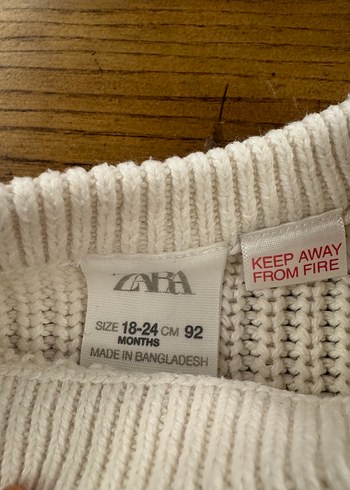 ZARA
SIZE 18-24 CM 92
MONTHS
MADE IN BANGLADESH
KEEP AWAY
FROM FIRE